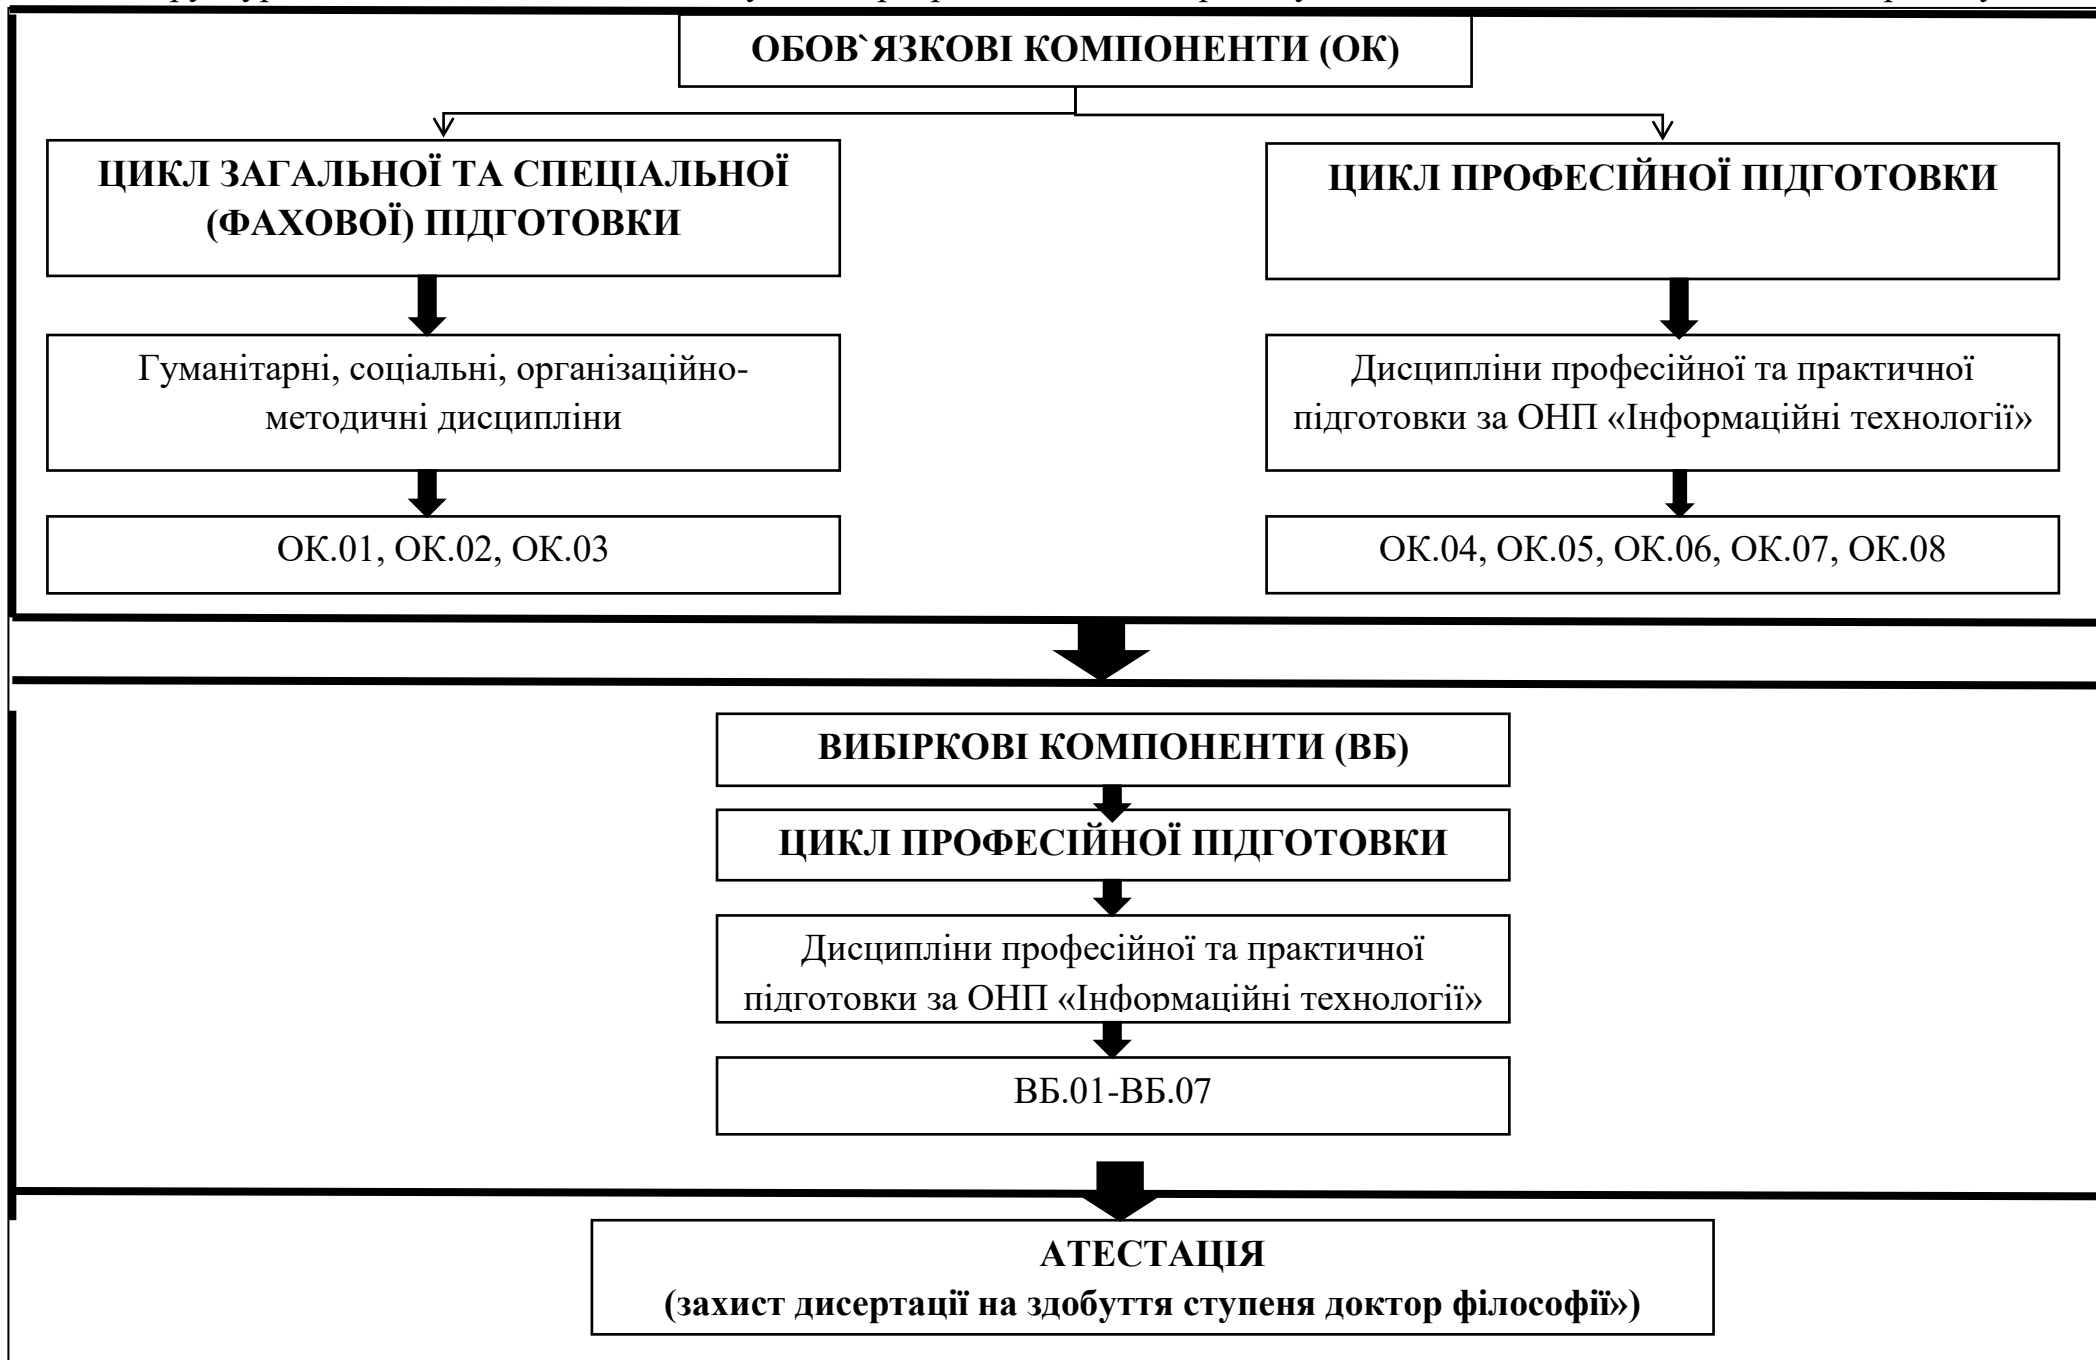 ОБОВ`ЯЗКОВІ КОМПОНЕНТИ (ОК)
ЦИКЛ ЗАГАЛЬНОЇ ТА СПЕЦІАЛЬНОЇ
(ФАХОВОЇ) ПІДГОТОВКИ
ЦИКЛ ПРОФЕСІЙНОЇ ПІДГОТОВКИ
Гуманітарні, соціальні, організаційно-
методичні дисципліни
Дисципліни професійної та практичної
підготовки за ОНП «Інформаційні технології»
ОК.01, ОК.02, ОК.03
ОК.04, ОК.05, ОК.06, ОК.07, ОК.08
ВИБІРКОВІ КОМПОНЕНТИ (ВБ)
ЦИКЛ ПРОФЕСІЙНОЇ ПІДГОТОВКИ
Дисципліни професійної та практичної
підготовки за ОНП «Інформаційні технології»
ВБ.01-ВБ.07
АТЕСТАЦІЯ
(захист дисертації на здобуття ступеня доктор філософії»)